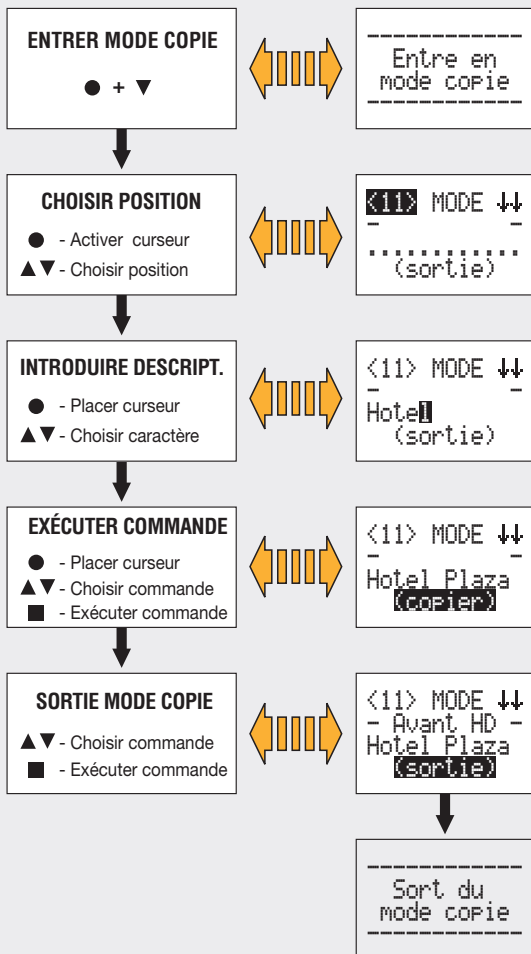 ENTRER MODE COPIE
● + ▼
-----------
Entre en
mode copie
-----------
CHOISIR POSITION
● - Activer curseur
▲▼ - Choisir position
<11> MODE ↓↓
- -
............
(sortie)
INTRODUIRE DESCRIPT.
● - Placer curseur
▲▼ - Choisir caractère
<11> MODE ↓↓
- -
Hotel
(sortie)
EXÉCUTER COMMANDE
● - Placer curseur
▲▼ - Choisir commande
■ - Exécuter commande
<11> MODE ↓↓
- -
Hotel Plaza
(copier)
SORTIE MODE COPIE
▲▼ - Choisir commande
■ - Exécuter commande
<11> MODE ↓↓
- Avant HD -
Hotel Plaza
(sortie)
-----------
Sort du
mode copie
-----------